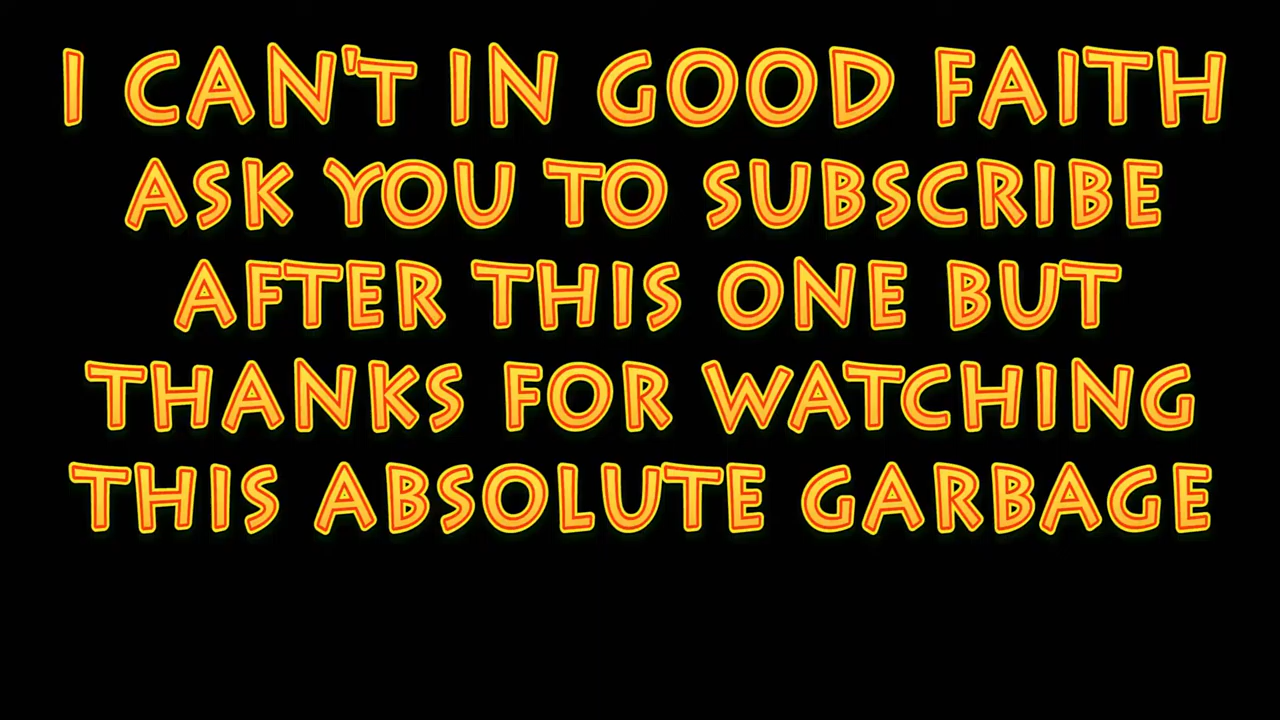 I CAN'T IN GOOD FAITH
ASK YOU TO SUBSCRIBE
AFTER THIS ONE BUT
THANKS FOR WATCHING
THIS ABSOLUTE GARBAGE